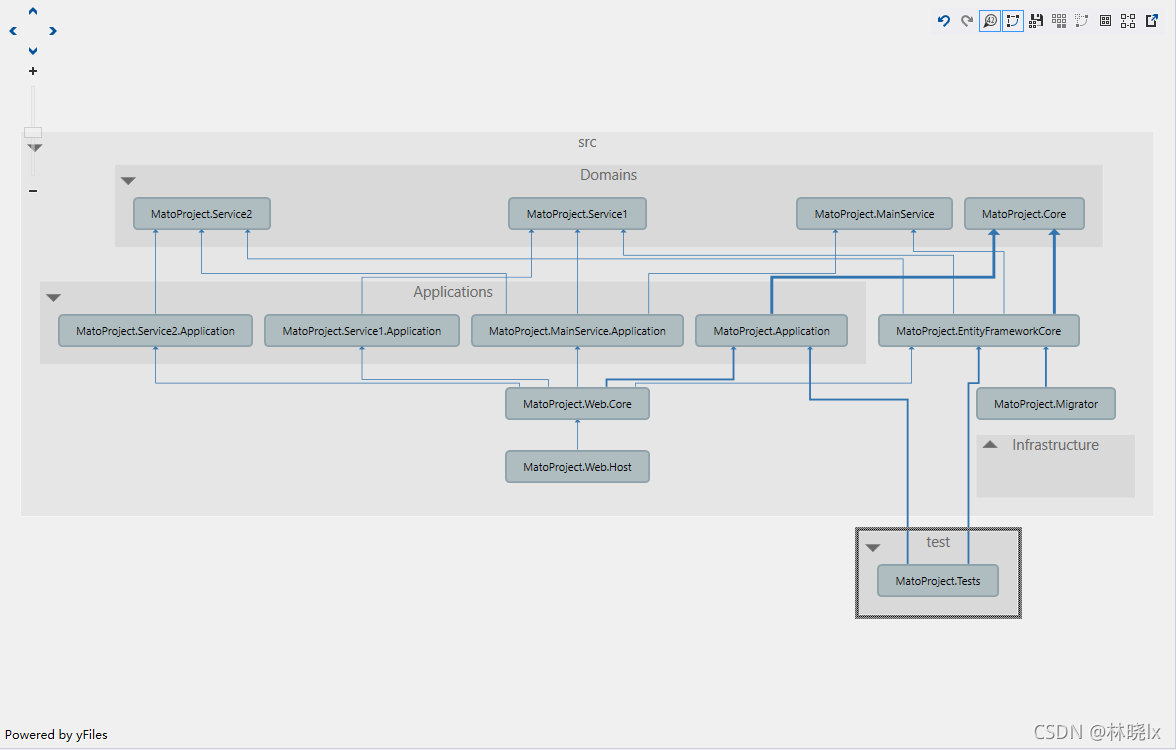 42
src
Domains
MatoProject.Service2
MatoProject.Service1
MatoProject.MainService
MatoProject.Core
Applications
MatoProject.Service2.Application
MatoProject.Service1.Application
MatoProject.MainService.Application
MatoProject.Application
MatoProject.EntityFrameworkCore
MatoProject.Web.Core
MatoProject.Migrator
Infrastructure
MatoProject.Web.Host
test
MatoProject.Tests
Powered by yFiles
CSDN @林晓lx